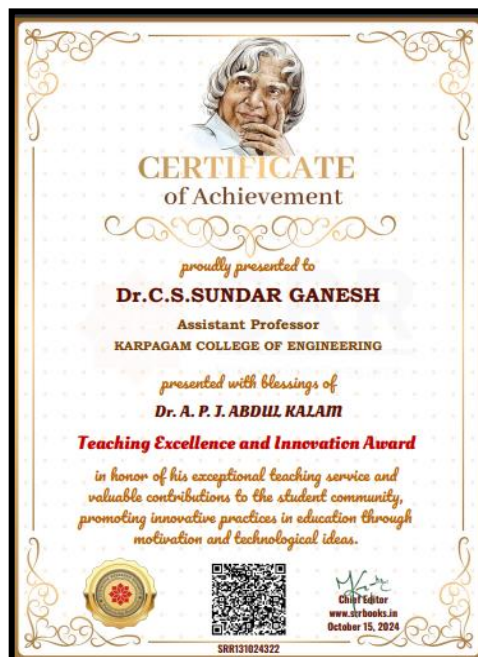 CERTIFICATE
of Achievement
proudly presented to
Dr.C.S.SUNDAR GANESH
Assistant Professor
KARPAGAM COLLEGE OF ENGINEERING
presented with blessings of
Dr. A. P. J. ABDUL KALAM
Teaching Excellence and Innovation Award
in honor of his exceptional teaching service and
valuable contributions to the student community,
promoting innovative practices in education through
motivation and technological ideas.
Chief Editor
www.scrbooks.in
October 15, 2024
SRR131024322